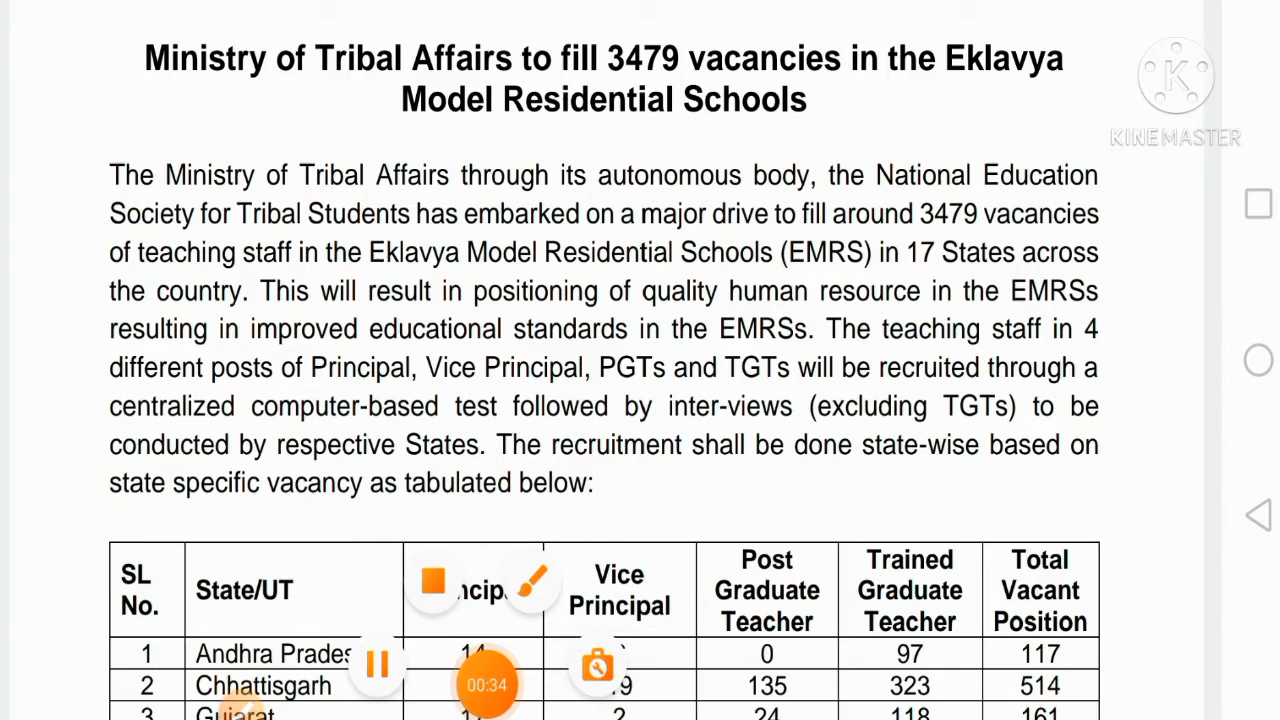 Ministry of Tribal Affairs to fill 3479 vacancies in the Eklavya
Model Residential Schools
K
KINEMASTER
The Ministry of Tribal Affairs through its autonomous body, the National Education
Society for Tribal Students has embarked on a major drive to fill around 3479 vacancies
of teaching staff in the Eklavya Model Residential Schools (EMRS) in 17 States across
the country. This will result in positioning of quality human resource in the EMRSs
resulting in improved educational standards in the EMRSs. The teaching staff in 4
different posts of Principal, Vice Principal, PGTs and TGTs will be recruited through a
centralized computer-based test followed by inter-views (excluding TGTs) to be
conducted by respective States. The recruitment shall be done state-wise based on
state specific vacancy as tabulated below:
SL No. State/UT Vice Principal Post Graduate Teacher Trained Graduate Teacher Total Vacant Position
1 Andhra 14 0 97 117
2 Chhattisgarh 135 323 514
3 Gujarat 2 24 118 161
00:34